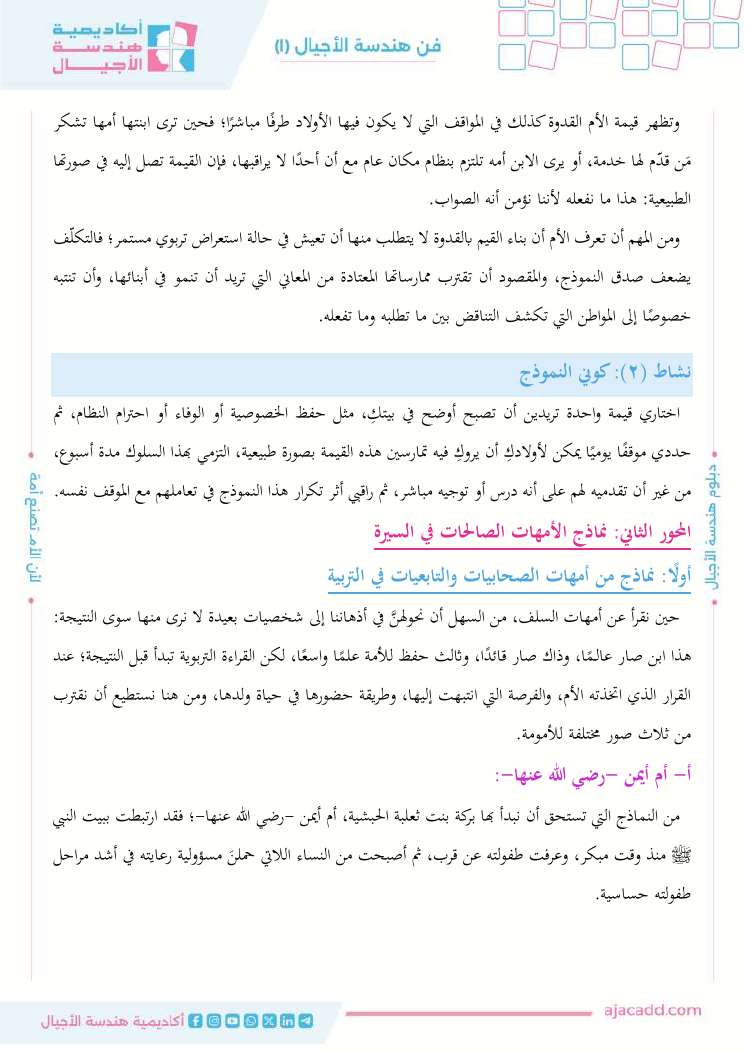 أكاديمية
هندسة
الأجيال
فن هندسة الأجيال (١)
وتظهر قيمة الأم القدوة كذلك في المواقف التي لا يكون فيها الأولاد طرفًا مباشرًا؛ فحين ترى ابنتها أمها تشكر
مَن قدّم لها خدمة، أو يرى الابن أمه تلتزم بنظام مكان عام مع أن أحدًا لا يراقبها، فإن القيمة تصل إليه في صورتها
الطبيعية: هذا ما نفعله لأننا نؤمن أنه الصواب.
ومن المهم أن تعرف الأم أن بناء القيم بالقدوة لا يتطلب منها أن تعيش في حالة استعراض تربوي مستمر؛ فالتكلّف
يضعف صدق النموذج، والمقصود أن تقترب ممارساتها المعتادة من المعاني التي تريد أن تنمو في أبنائها، وأن تنتبه
خصوصًا إلى المواطن التي تكشف التناقض بين ما تطلبه وما تفعله.
نشاط (٢): كوني النموذج
اختاري قيمة واحدة تريدين أن تصبح أوضح في بيتكِ، مثل حفظ الخصوصية أو الوفاء أو احترام النظام، ثم
حددي موقفًا يوميًا يمكن لأولادكِ أن يروكِ فيه تمارسين هذه القيمة بصورة طبيعية، التزمي بهذا السلوك مدة أسبوع،
من غير أن تقدميه لهم على أنه درس أو توجيه مباشر، ثم راقبي أثر تكرار هذا النموذج في تعاملهم مع الموقف نفسه.
المحور الثاني: نماذج الأمهات الصالحات في السيرة
أولًا: نماذج من أمهات الصحابيات والتابعيات في التربية
حين نقرأ عن أمهات السلف، من السهل أن نحولهنَّ في أذهاننا إلى شخصيات بعيدة لا نرى منها سوى النتيجة:
هذا ابن صار عالمًا، وذاك صار قائدًا، وثالث حفظ للأمة علمًا واسعًا، لكن القراءة التربوية تبدأ قبل النتيجة؛ عند
القرار الذي اتخذته الأم، والفرصة التي انتبهت إليها، وطريقة حضورها في حياة ولدها، ومن هنا نستطيع أن نقترب
من ثلاث صور مختلفة للأمومة.
أ- أم أيمن -رضي الله عنها-:
من النماذج التي تستحق أن نبدأ بها بركة بنت ثعلبة الحبشية، أم أيمن -رضي الله عنها-؛ فقد ارتبطت ببيت النبي
ﷺ منذ وقت مبكر، وعرفت طفولته عن قرب، ثم أصبحت من النساء اللاتي حملنَ مسؤولية رعايته في أشد مراحل
طفولته حساسية.
دبلوم هندسة الأجيال
لأن الأم تصنع أمة
أكاديمية هندسة الأجيال
ajacadd.com